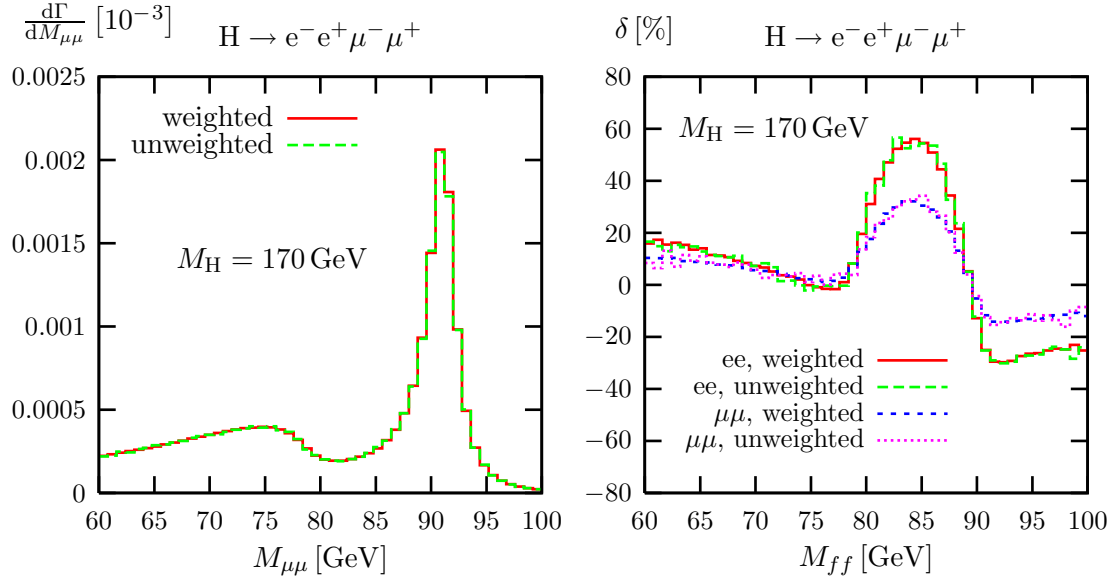 dΓ/dM_μμ [10⁻³]
H → e⁻e⁺μ⁻μ⁺
0.0025
0.002
0.0015
0.001
0.0005
0
weighted
unweighted
M_H = 170 GeV
60 65 70 75 80 85 90 95 100
M_μμ [GeV]
δ [%]
H → e⁻e⁺μ⁻μ⁺
80
60
40
20
0
−20
−40
−60
−80
M_H = 170 GeV
ee, weighted
ee, unweighted
μμ, weighted
μμ, unweighted
60 65 70 75 80 85 90 95 100
M_ff [GeV]